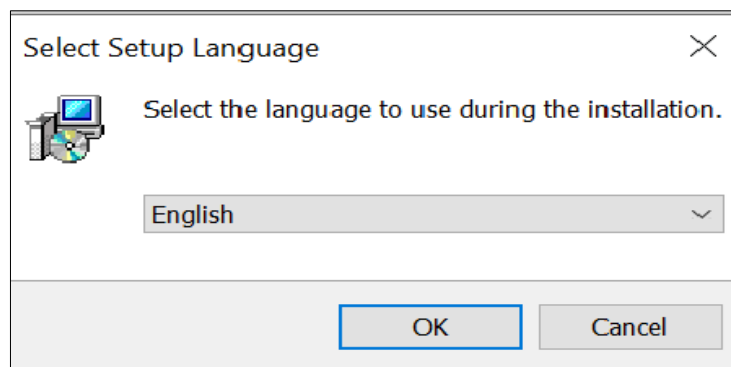 Select Setup Language
Select the language to use during the installation.
English
OK
Cancel